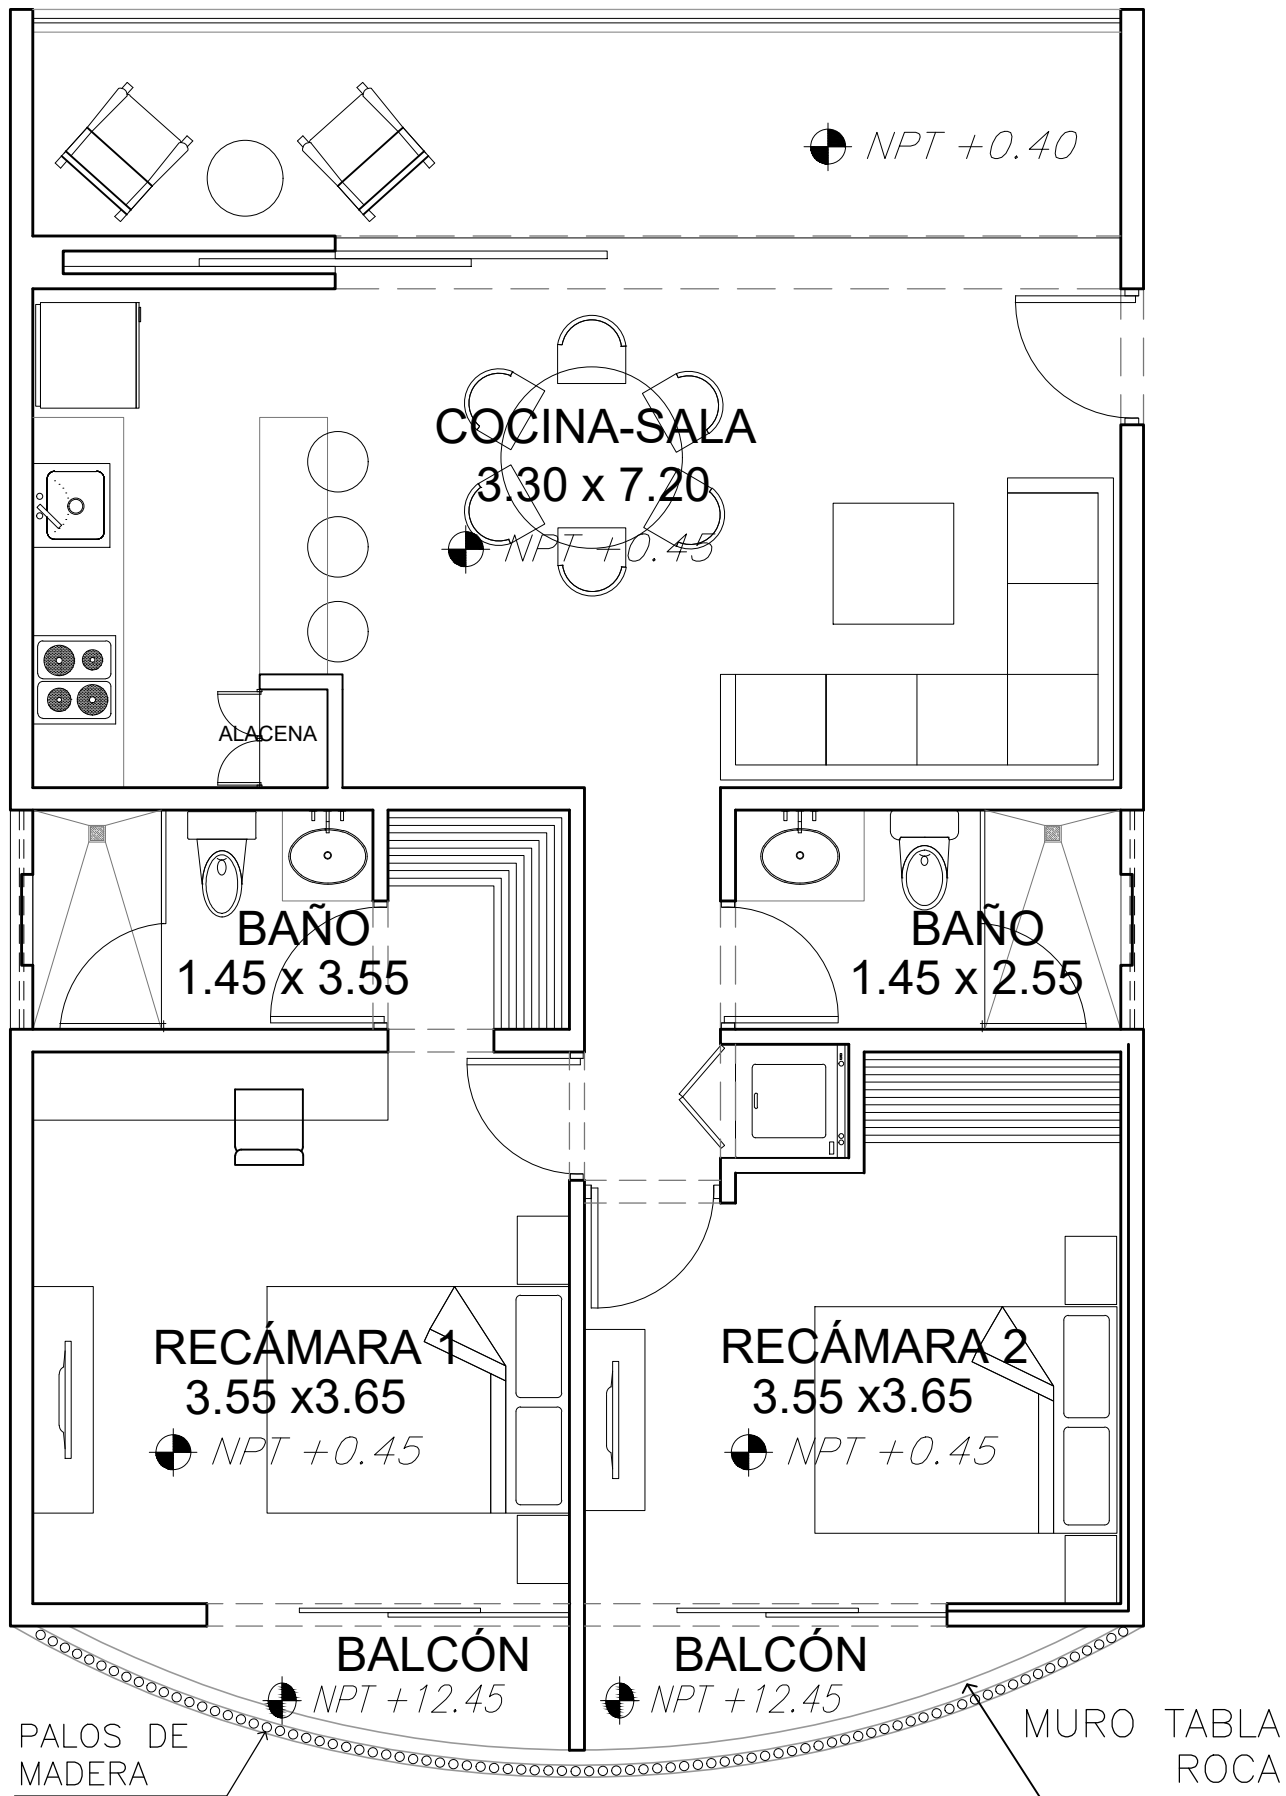 NPT +0.40
COCINA-SALA
3.30 x 7.20
NPT +0.45
ALACENA
BAÑO
1.45 x 3.55
BAÑO
1.45 x 2.55
RECÁMARA 1
3.55 x3.65
NPT +0.45
RECÁMARA 2
3.55 x3.65
NPT +0.45
BALCÓN
NPT +12.45
BALCÓN
NPT +12.45
PALOS DE
MADERA
MURO TABLA
ROCA